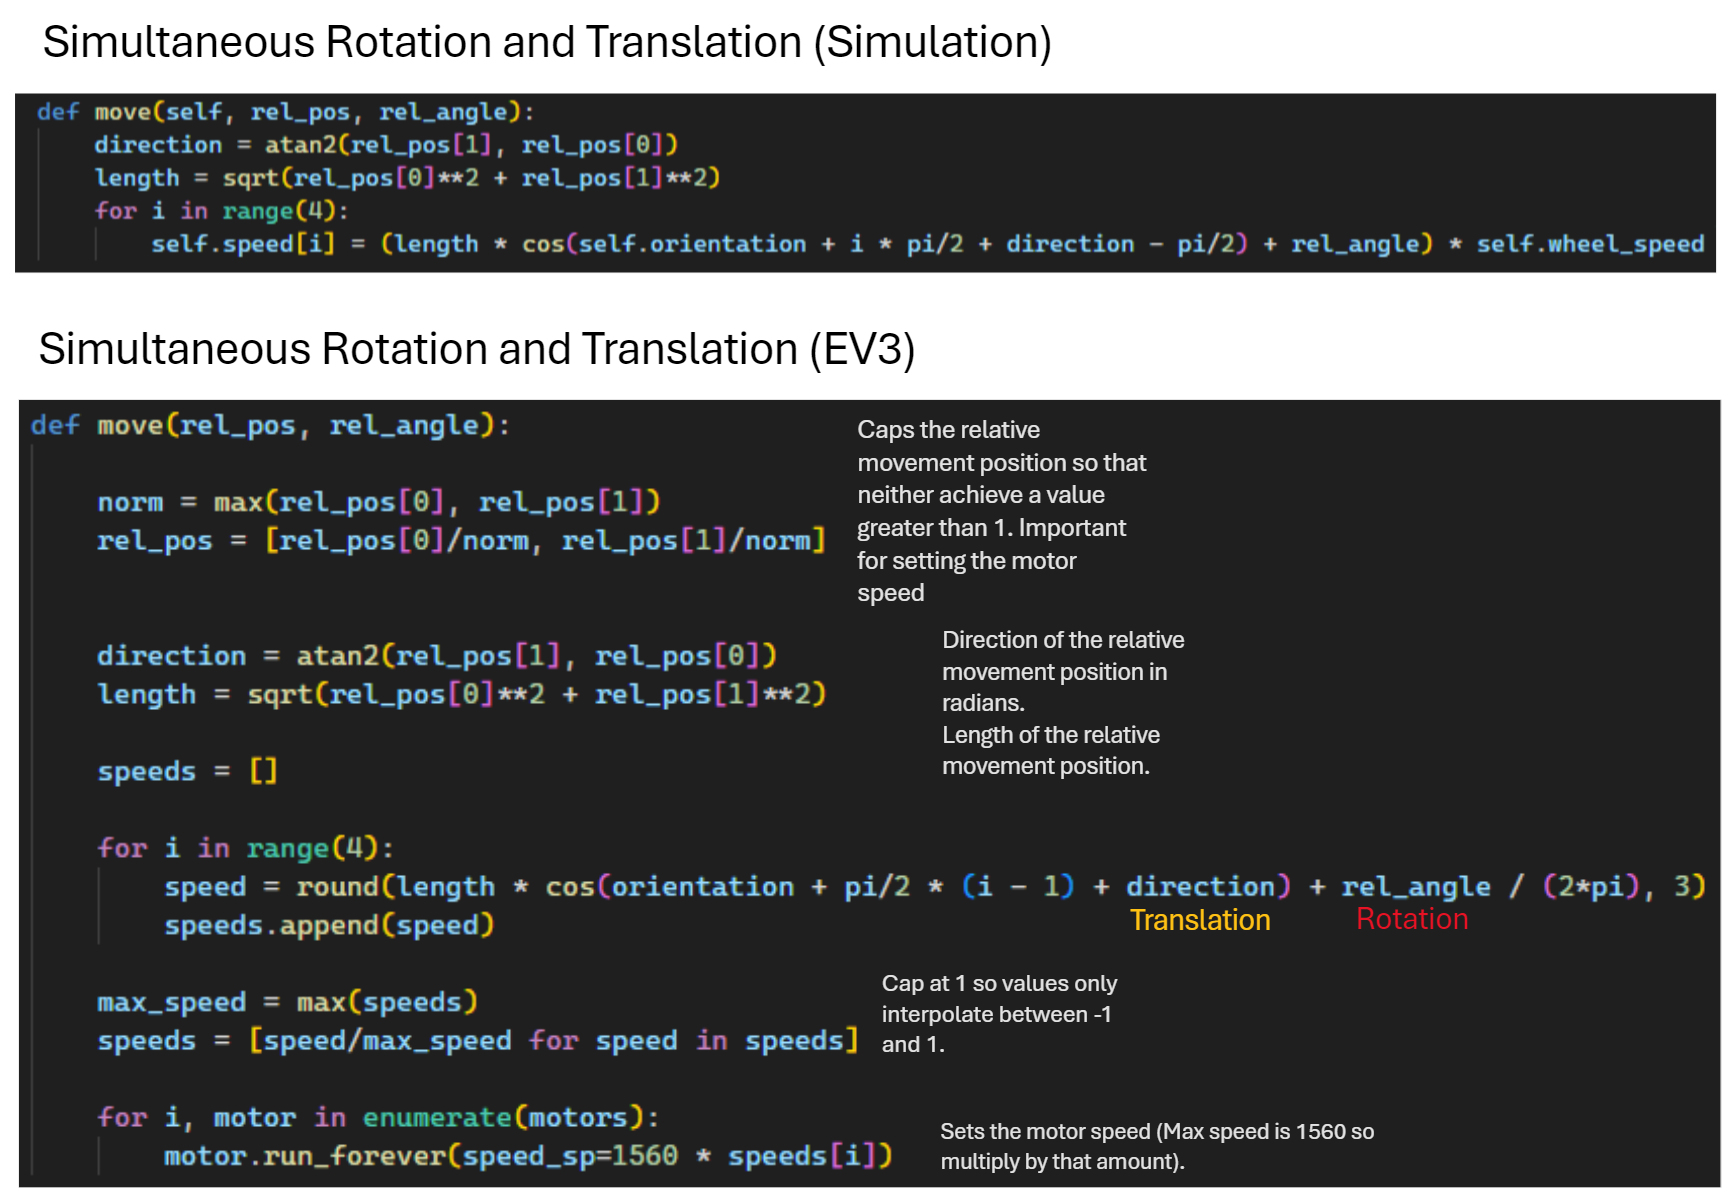 Simultaneous Rotation and Translation (Simulation)
def move(self, rel_pos, rel_angle):
    direction = atan2(rel_pos[1], rel_pos[0])
    length = sqrt(rel_pos[0]**2 + rel_pos[1]**2)
    for i in range(4):
        self.speed[i] = (length * cos(self.orientation + i * pi/2 + direction - pi/2) + rel_angle) * self.wheel_speed
Simultaneous Rotation and Translation (EV3)
def move(rel_pos, rel_angle):
    norm = max(rel_pos[0], rel_pos[1])
    rel_pos = [rel_pos[0]/norm, rel_pos[1]/norm]
Caps the relative
movement position so that
neither achieve a value
greater than 1. Important
for setting the motor
speed
    direction = atan2(rel_pos[1], rel_pos[0])
    length = sqrt(rel_pos[0]**2 + rel_pos[1]**2)
Direction of the relative
movement position in
radians.
Length of the relative
movement position.
    speeds = []
    for i in range(4):
        speed = round(length * cos(orientation + pi/2 * (i - 1) + direction) + rel_angle / (2*pi), 3)
Translation
Rotation
        speeds.append(speed)
    max_speed = max(speeds)
    speeds = [speed/max_speed for speed in speeds]
Cap at 1 so values only
interpolate between -1
and 1.
    for i, motor in enumerate(motors):
        motor.run_forever(speed_sp=1560 * speeds[i])
Sets the motor speed (Max speed is 1560 so
multiply by that amount).